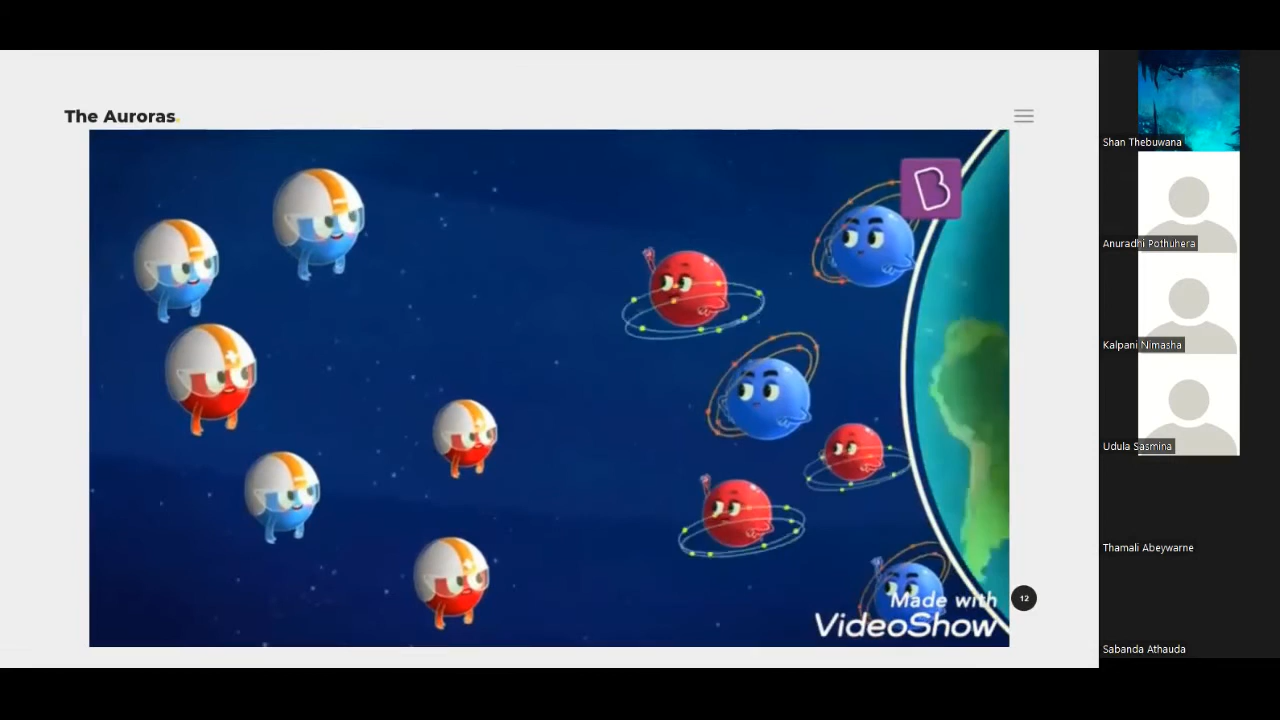 The Auroras.
B
12
Made with
VideoShow
Shan Thebuwana
Anuradhi Pothuhera
Kalpani Nimasha
Udula Sasmina
Thamali Abeywarne
Sabanda Athauda